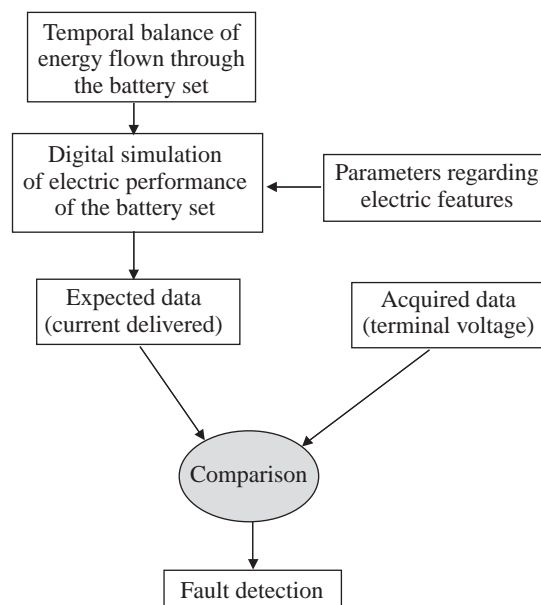 Temporal balance of
energy flown through
the battery set
Digital simulation
of electric performance
of the battery set
Parameters regarding
electric features
Expected data
(current delivered)
Acquired data
(terminal voltage)
Comparison
Fault detection